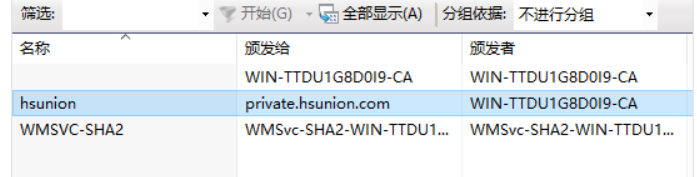 筛选: 开始(G) 全部显示(A) 分组依据: 不进行分组
名称 颁发给 颁发者
WIN-TTDU1G8D0I9-CA WIN-TTDU1G8D0I9-CA
hsunion private.hsunion.com WIN-TTDU1G8D0I9-CA
WMSVC-SHA2 WMSvc-SHA2-WIN-TTDU1... WMSvc-SHA2-WIN-TTDU1...